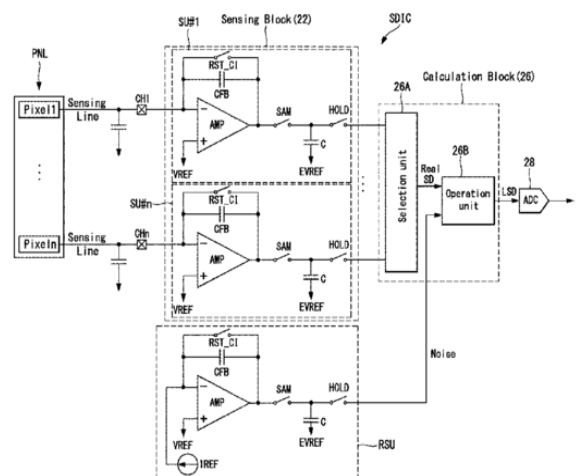 SU#1
Sensing Block(22)
SDIC
PNL
RST_CI
26A
Calculation Block(26)
Pixel1
Sensing
Line
CH1
CFB
AMP
SAM
HOLD
VREF
C
EVREF
Selection unit
Real
SD
26B
Operation
unit
LSD
28
ADC
SU#n
RST_CI
Pixeln
Sensing
Line
CHn
CFB
AMP
SAM
HOLD
VREF
C
EVREF
Noise
RST_CI
CFB
AMP
SAM
HOLD
VREF
C
EVREF
IREF
RSU